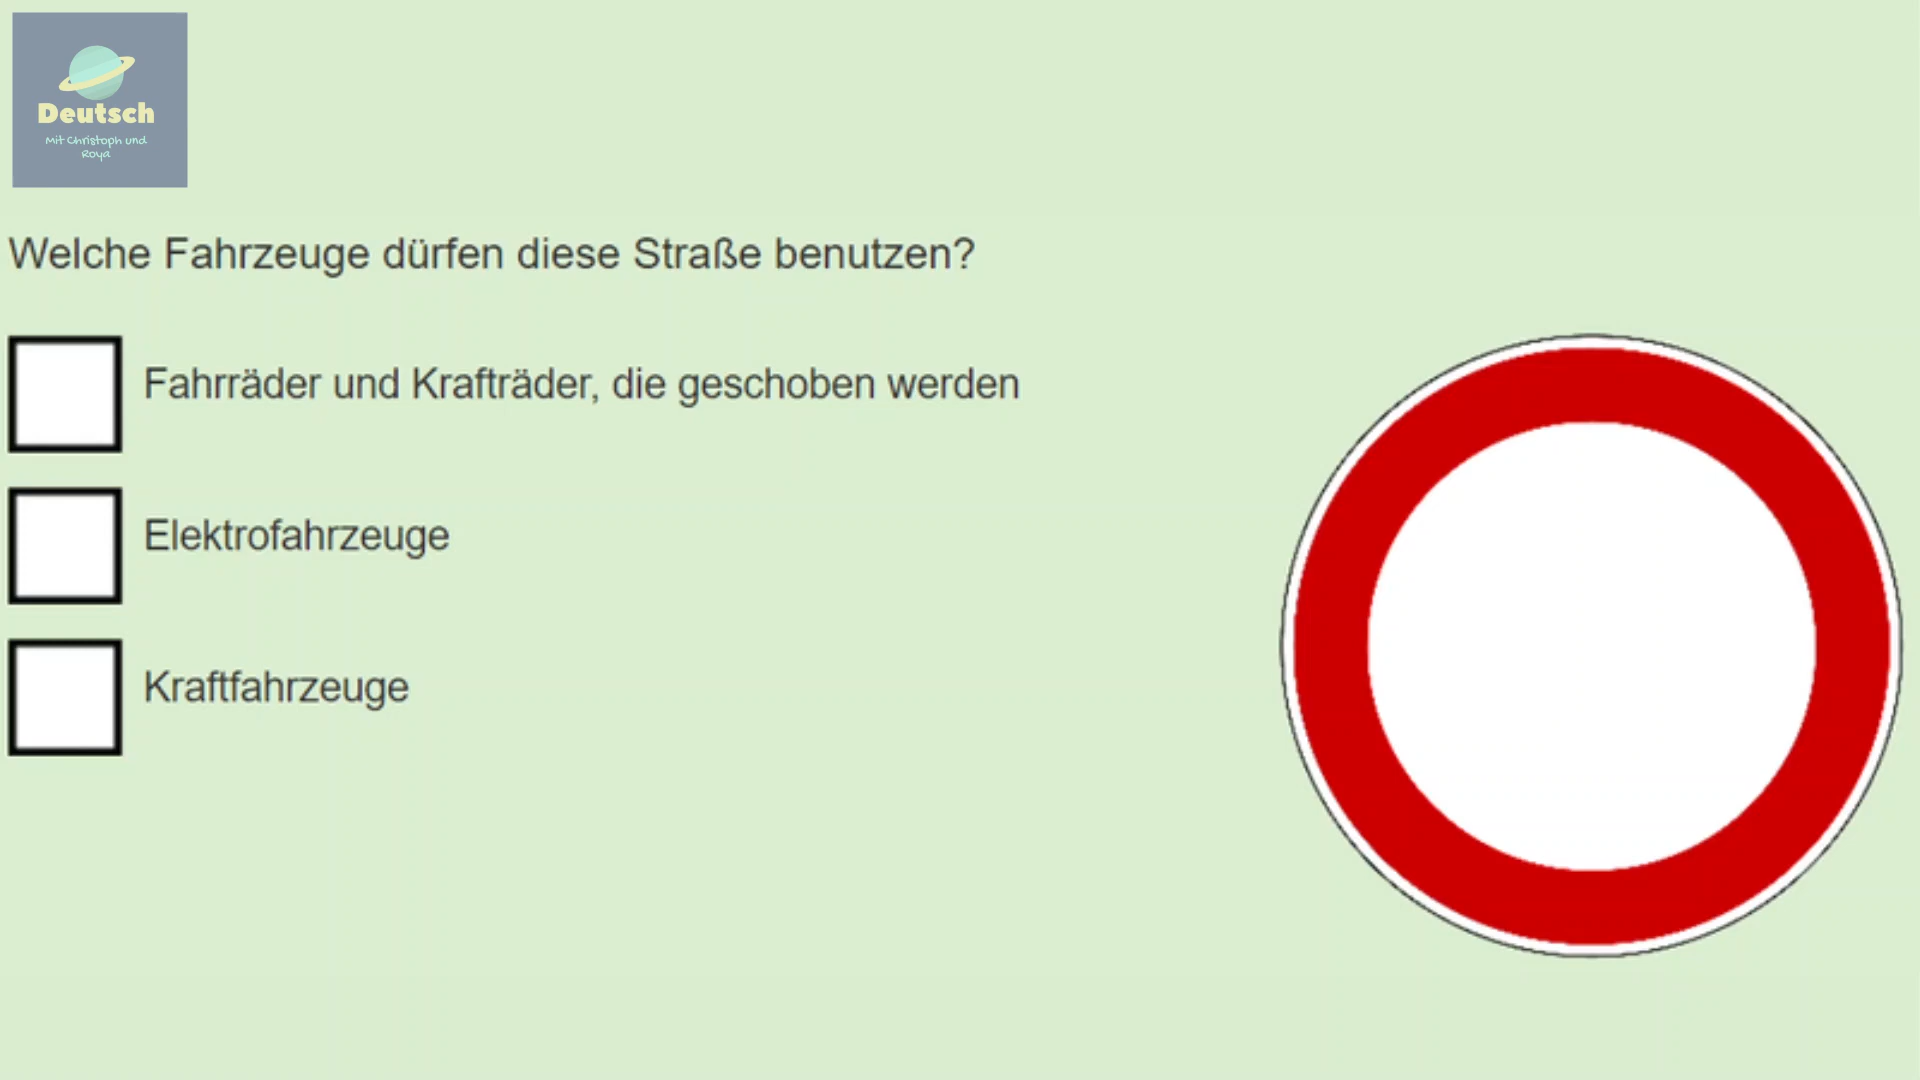 Deutsch
Mit Christoph und
Roya
Welche Fahrzeuge dürfen diese Straße benutzen?
Fahrräder und Krafträder, die geschoben werden
Elektrofahrzeuge
Kraftfahrzeuge